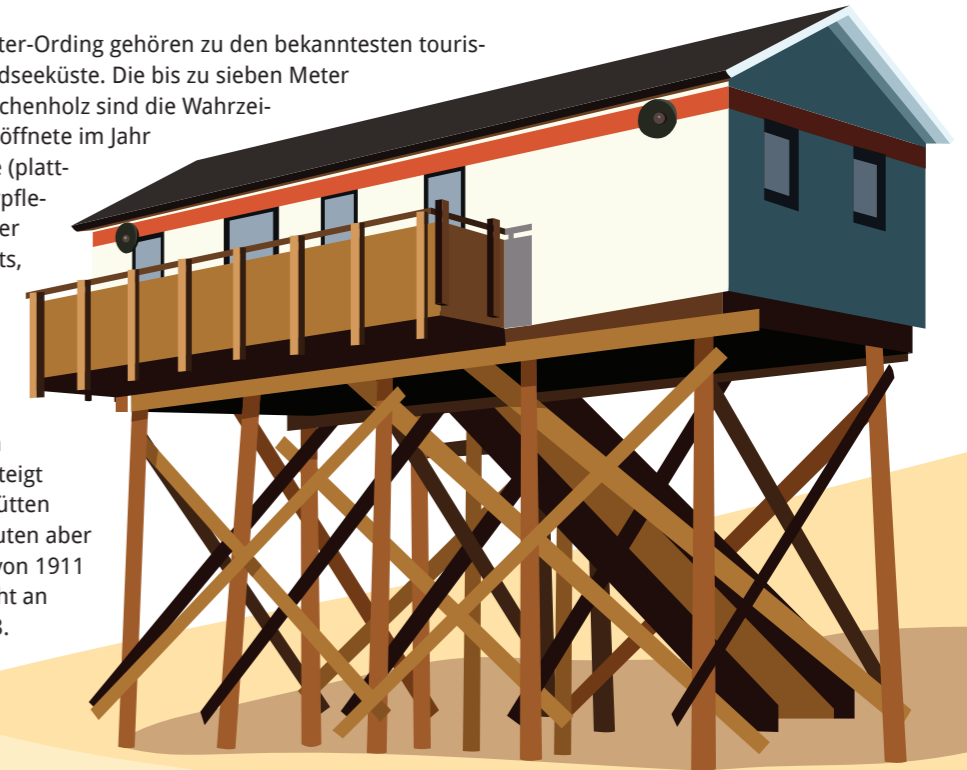 ter-Ording gehören zu den bekanntesten touris-
dseeküste. Die bis zu sieben Meter
chenholz sind die Wahrzei-
öffnete im Jahr
e (platt-
pfle-
er
ts,
teigt
ütten
uten aber
von 1911
ht an
3.